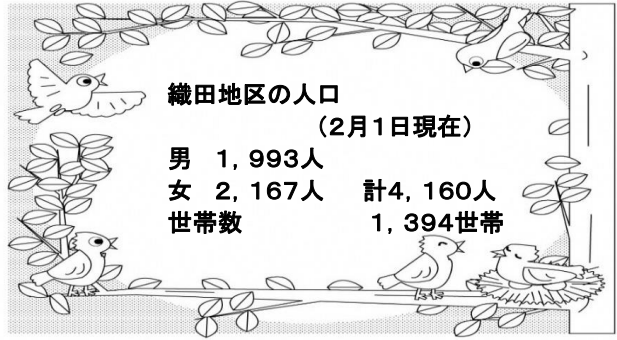 織田地区の人口
（２月１日現在）
男　１，９９３人
女　２，１６７人　計４，１６０人
世帯数　１，３９４世帯